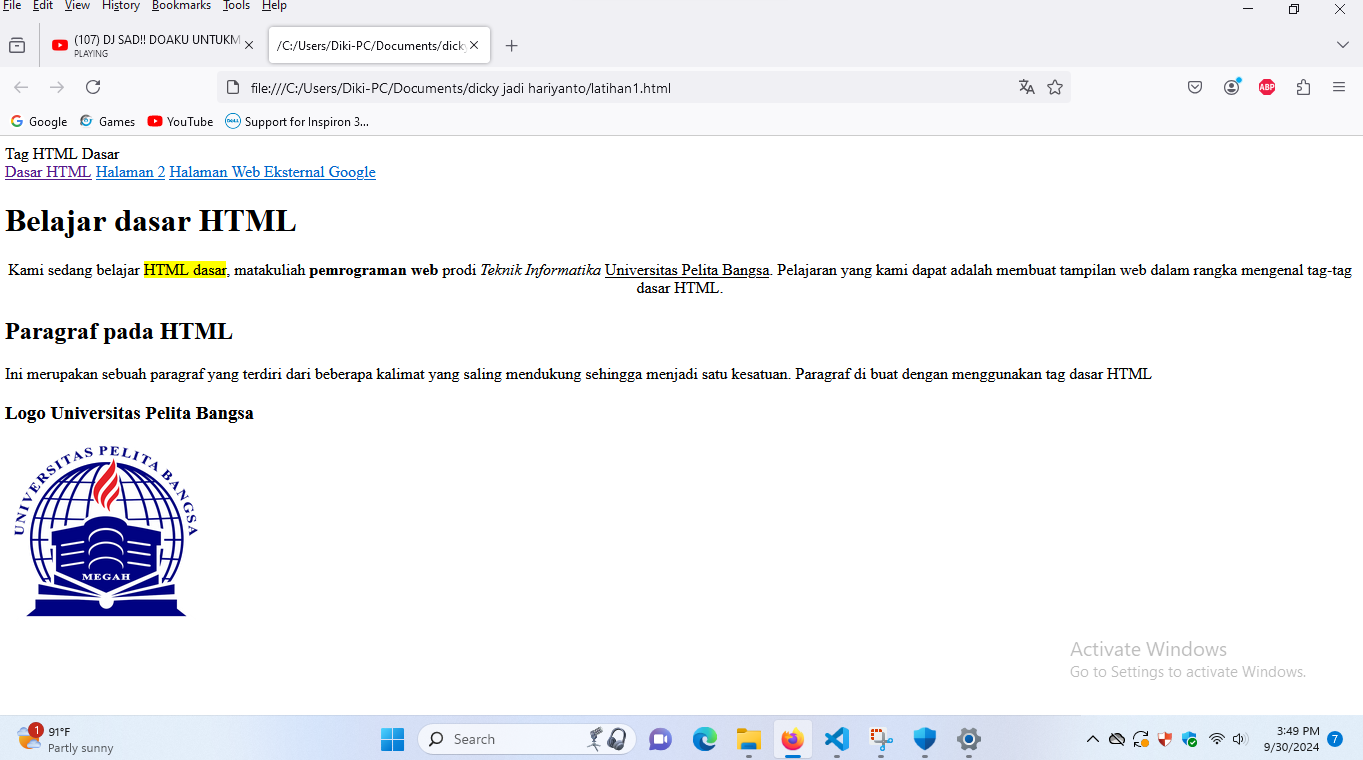 File Edit View History Bookmarks Tools Help
(107) DJ SAD!! DOAKU UNTUKM
PLAYING
/C:/Users/Diki-PC/Documents/dick
file:///C:/Users/Diki-PC/Documents/dicky jadi hariyanto/latihan1.html
ABP
Google Games YouTube DELL Support for Inspiron 3...
Tag HTML Dasar
Dasar HTML Halaman 2 Halaman Web Eksternal Google
Belajar dasar HTML
Kami sedang belajar HTML dasar, matakuliah pemrograman web prodi Teknik Informatika Universitas Pelita Bangsa. Pelajaran yang kami dapat adalah membuat tampilan web dalam rangka mengenal tag-tag
dasar HTML.
Paragraf pada HTML
Ini merupakan sebuah paragraf yang terdiri dari beberapa kalimat yang saling mendukung sehingga menjadi satu kesatuan. Paragraf di buat dengan menggunakan tag dasar HTML
Logo Universitas Pelita Bangsa
UNIVERSITAS PELITA BANGSA
MEGAH
Activate Windows
Go to Settings to activate Windows.
1
91°F
Partly sunny
Search
3:49 PM
9/30/2024
7